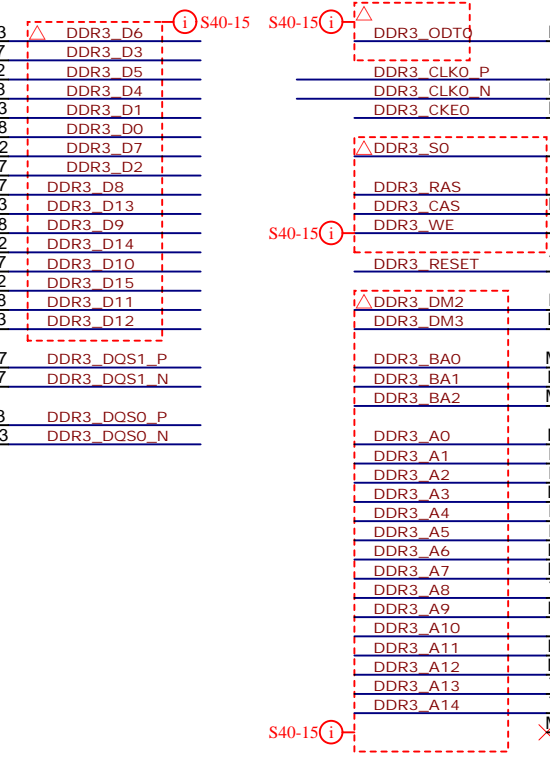 S40-15
DDR3_D6
DDR3_D3
DDR3_D5
DDR3_D4
DDR3_D1
DDR3_D0
DDR3_D7
DDR3_D2
DDR3_D8
DDR3_D13
DDR3_D9
DDR3_D14
DDR3_D10
DDR3_D15
DDR3_D11
DDR3_D12
DDR3_DQS1_P
DDR3_DQS1_N
DDR3_DQS0_P
DDR3_DQS0_N
S40-15
DDR3_ODT0
DDR3_CLK0_P
DDR3_CLK0_N
DDR3_CKE0
DDR3_S0
DDR3_RAS
DDR3_CAS
DDR3_WE
S40-15
DDR3_RESET
DDR3_DM2
DDR3_DM3
DDR3_BA0
DDR3_BA1
DDR3_BA2
DDR3_A0
DDR3_A1
DDR3_A2
DDR3_A3
DDR3_A4
DDR3_A5
DDR3_A6
DDR3_A7
DDR3_A8
DDR3_A9
DDR3_A10
DDR3_A11
DDR3_A12
DDR3_A13
DDR3_A14
S40-15